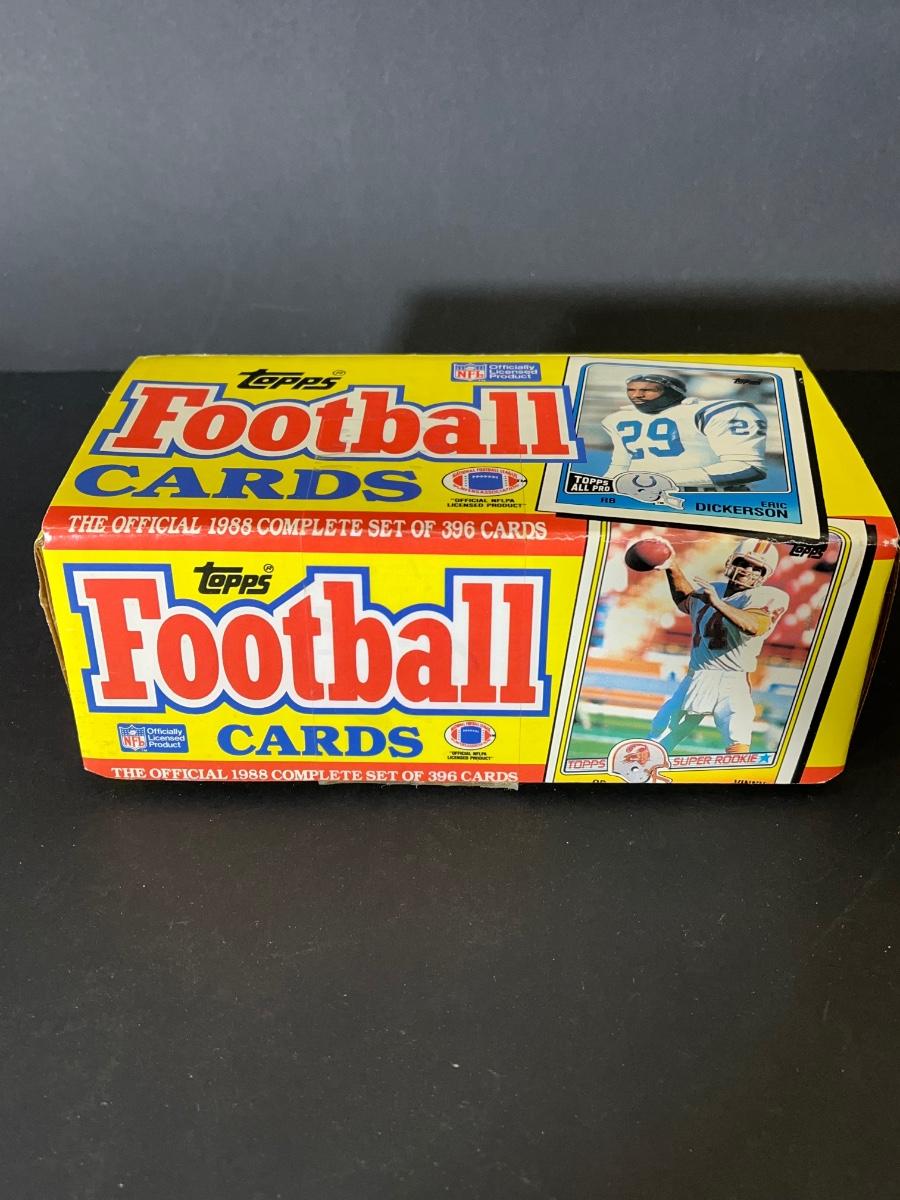 Topps®
Football
CARDS
NFL
Officially
Licensed
Product
"OFFICIAL NFLPA
LICENSED PRODUCT"
Topps
29
TOPPS
ALL PRO
RB
ERIC
DICKERSON
THE OFFICIAL 1988 COMPLETE SET OF 396 CARDS
Topps®
Football
CARDS
NFL
Officially
Licensed
Product
"OFFICIAL NFLPA
LICENSED PRODUCT"
THE OFFICIAL 1988 COMPLETE SET OF 396 CARDS
Topps
14
TOPPS
SUPER ROOKIE